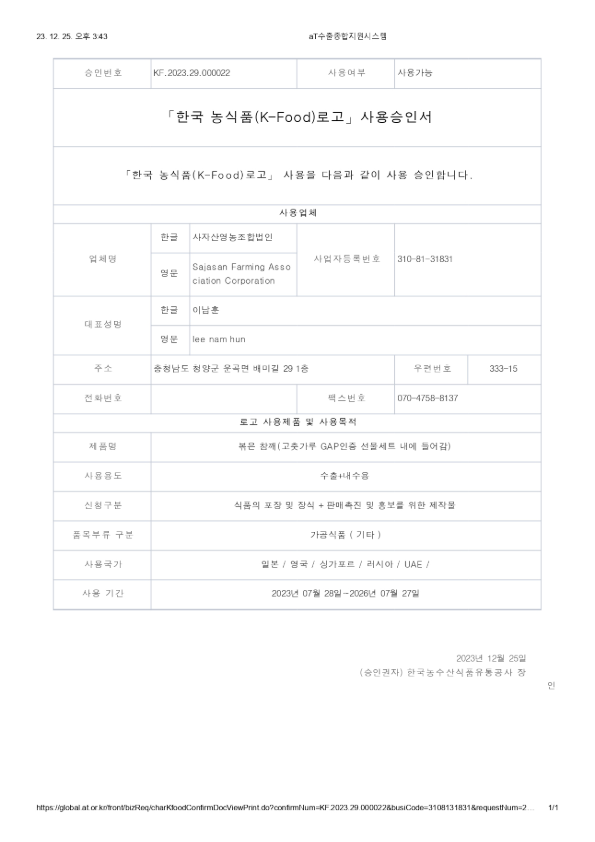 23. 12. 25. 오후 3:43 aT수출종합지원시스템
승인번호 KF.2023.29.000022 사용여부 사용가능
「한국 농식품(K-Food)로고」사용승인서
「한국 농식품(K-Food)로고」 사용을 다음과 같이 사용 승인합니다.
사용업체
업체명 한글 사자산영농조합법인 사업자등록번호 310-81-31831
영문 Sajasan Farming Asso
ciation Corporation
대표성명 한글 이남훈
영문 lee nam hun
주소 충청남도 청양군 운곡면 배미길 29 1층 우편번호 333-15
전화번호 팩스번호 070-4758-8137
로고 사용제품 및 사용목적
제품명 볶은 참깨(고춧가루 GAP인증 선물세트 내에 들어감)
사용용도 수출+내수용
신청구분 식품의 포장 및 장식 + 판매촉진 및 홍보를 위한 제작물
품목부류 구분 가공식품 ( 기타 )
사용국가 일본 / 영국 / 싱가포르 / 러시아 / UAE /
사용 기간 2023년 07월 28일~2026년 07월 27일
2023년 12월 25일
(승인권자) 한국농수산식품유통공사 장
인
https://global.at.or.kr/front/bizReq/charKfoodConfirmDocViewPrint.do?confirmNum=KF.2023.29.000022&busiCode=3108131831&requestNum=2… 1/1